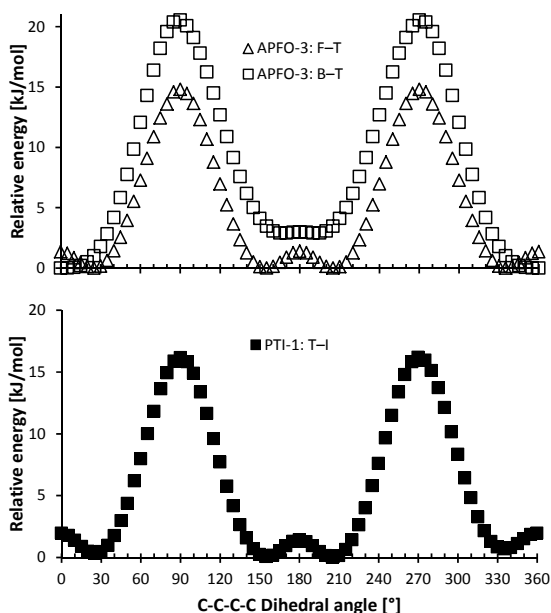 Relative energy [kJ/mol]
20
15
10
5
0
APFO-3: F–T
APFO-3: B–T
Relative energy [kJ/mol]
20
15
10
5
0
PTI-1: T–I
0 30 60 90 120 150 180 210 240 270 300 330 360
C-C-C-C Dihedral angle [°]